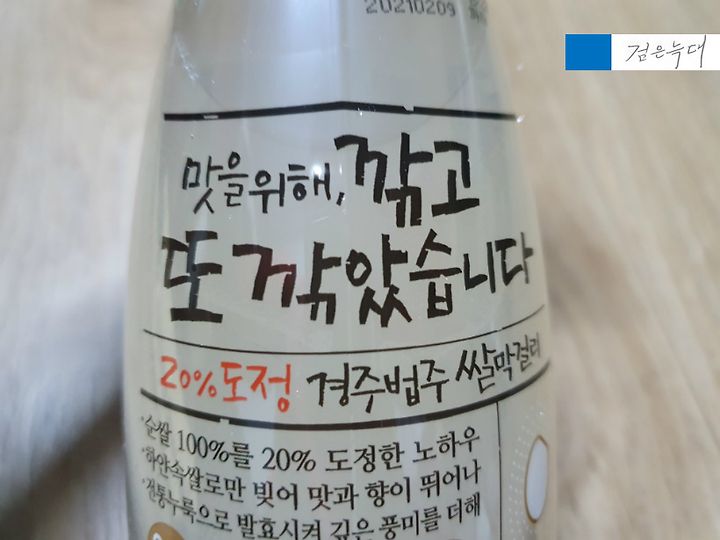 20210209
검은늑대
맛을위해, 깎고
또 깎았습니다
20%도정 경주법주 쌀막걸리
·순쌀 100%를 20% 도정한 노하우
·하얀속쌀로만 빚어 맛과 향이 뛰어나
·전통누룩으로 발효시켜 깊은 풍미를 더해